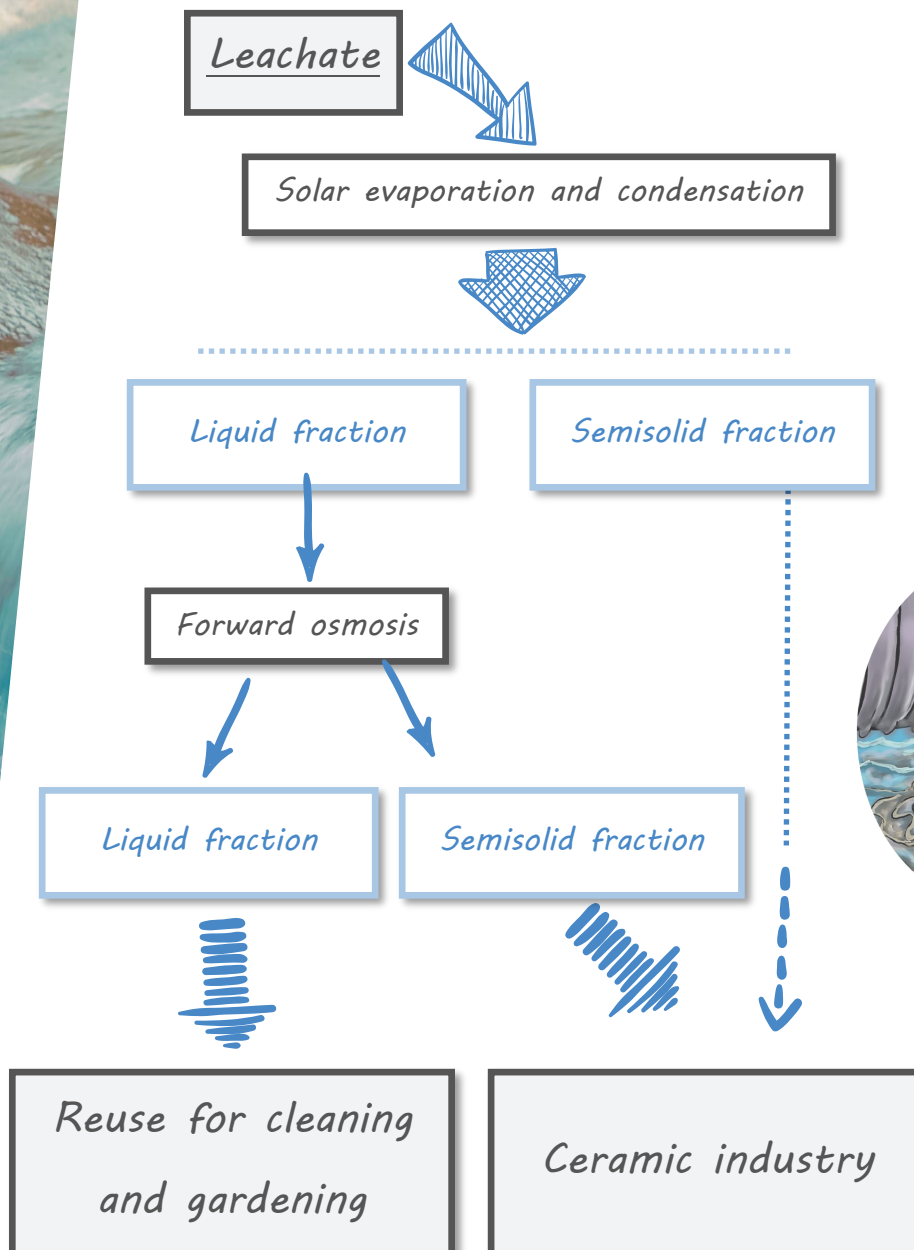 Leachate
Solar evaporation and condensation
Liquid fraction
Semisolid fraction
Forward osmosis
Liquid fraction
Semisolid fraction
Reuse for cleaning
and gardening
Ceramic industry